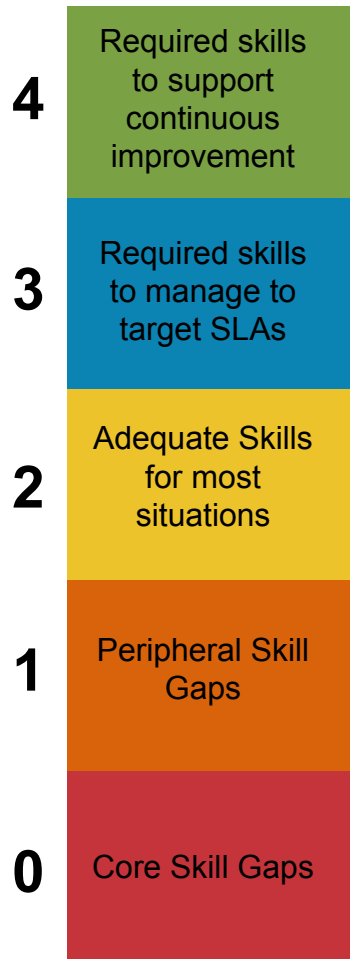 4
Required skills
to support
continuous
improvement
3
Required skills
to manage to
target SLAs
2
Adequate Skills
for most
situations
1
Peripheral Skill
Gaps
0
Core Skill Gaps